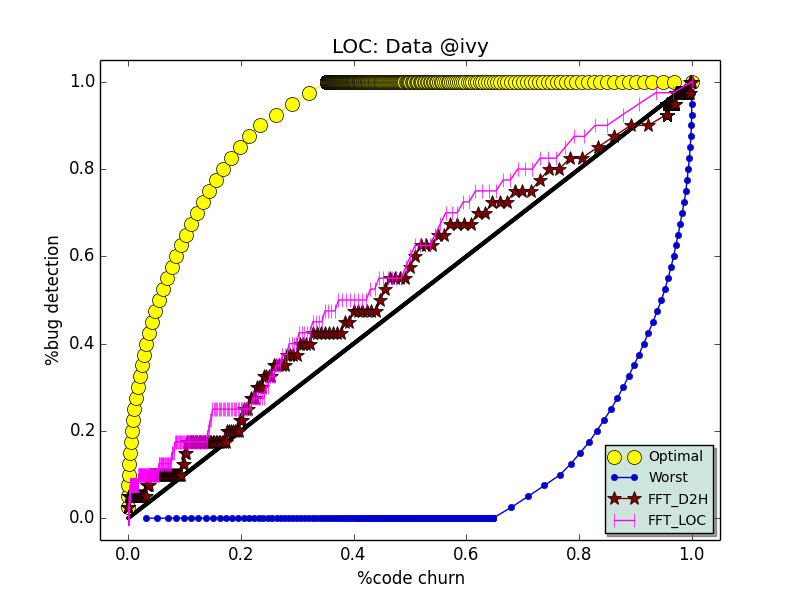 LOC: Data @ivy
%bug detection
1.0
0.8
0.6
0.4
0.2
0.0
0.0 0.2 0.4 0.6 0.8 1.0
%code churn
Optimal
Worst
FFT_D2H
FFT_LOC